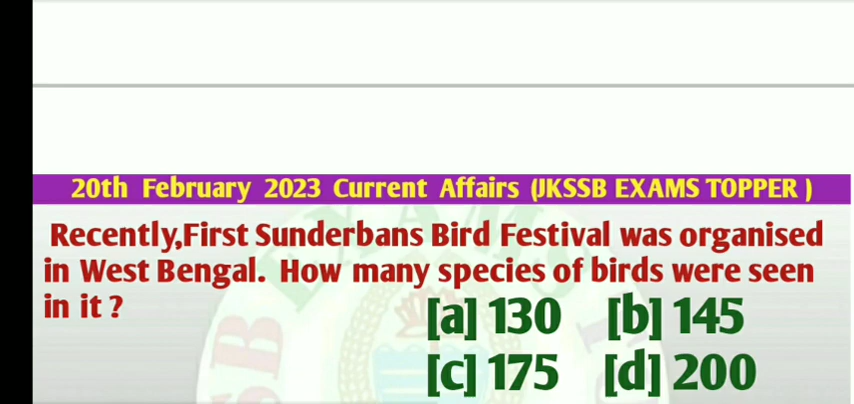 20th February 2023 Current Affairs (JKSSB EXAMS TOPPER )
Recently,First Sunderbans Bird Festival was organised
in West Bengal. How many species of birds were seen
in it ?
[a] 130 [b] 145
[c] 175 [d] 200